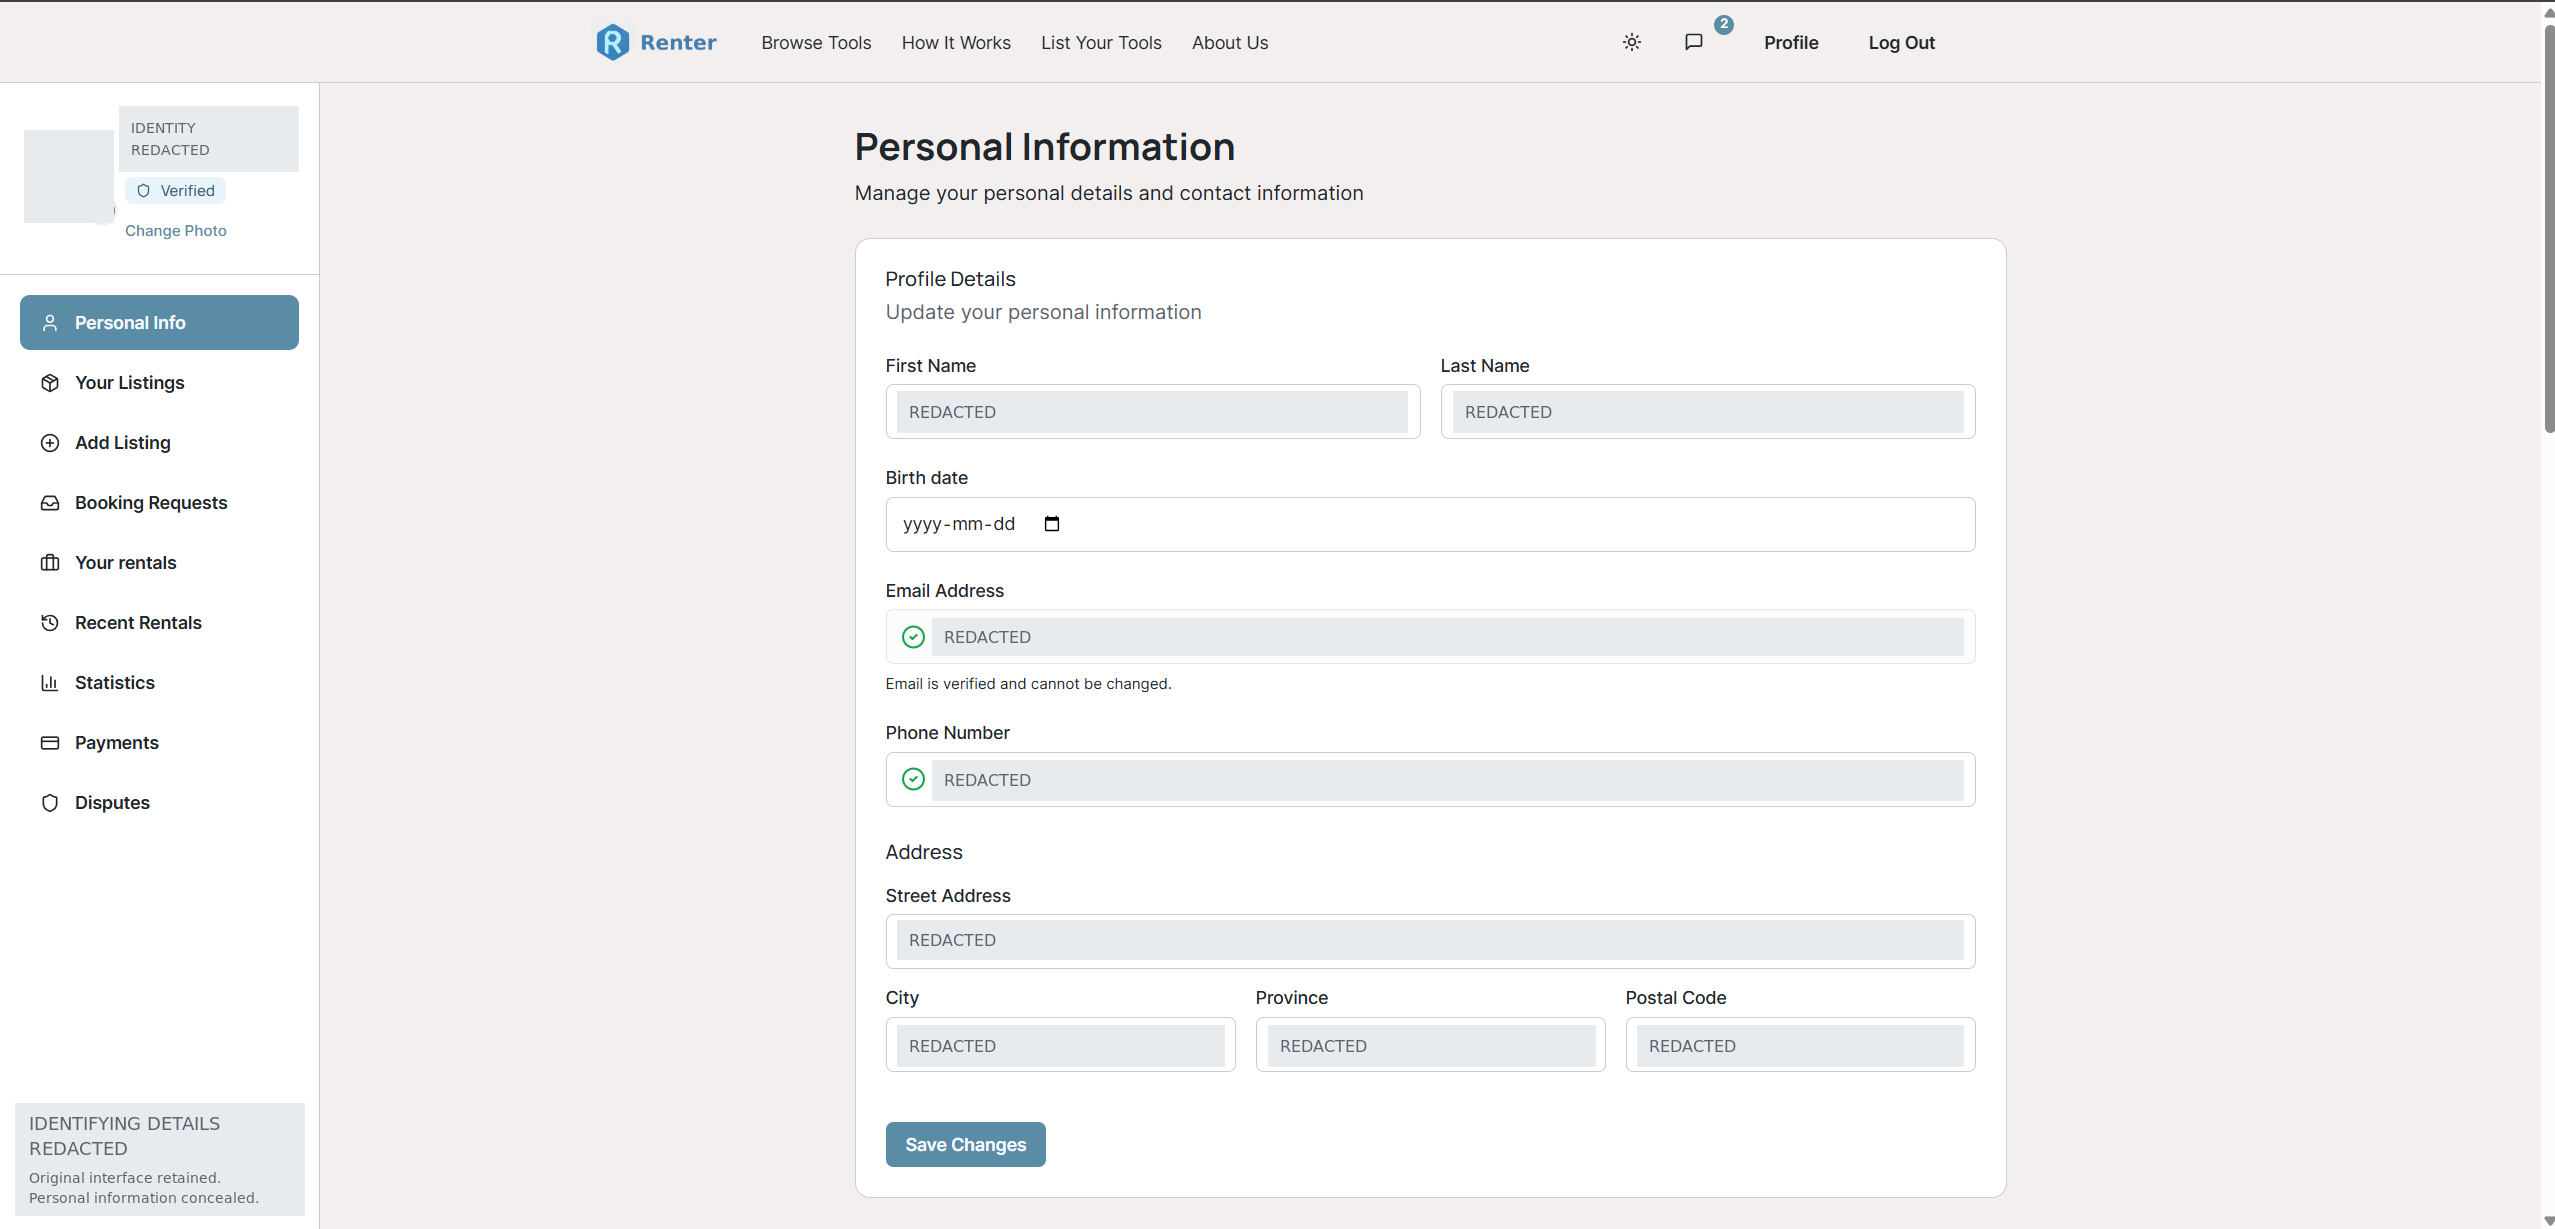 Renter Browse Tools How It Works List Your Tools About Us 2 Profile Log Out
IDENTITY
REDACTED
Verified
Change Photo
Personal Info
Your Listings
Add Listing
Booking Requests
Your rentals
Recent Rentals
Statistics
Payments
Disputes
IDENTIFYING DETAILS
REDACTED
Original interface retained.
Personal information concealed.
Personal Information
Manage your personal details and contact information
Profile Details
Update your personal information
First Name Last Name
REDACTED REDACTED
Birth date
yyyy-mm-dd
Email Address
REDACTED
Email is verified and cannot be changed.
Phone Number
REDACTED
Address
Street Address
REDACTED
City Province Postal Code
REDACTED REDACTED REDACTED
Save Changes